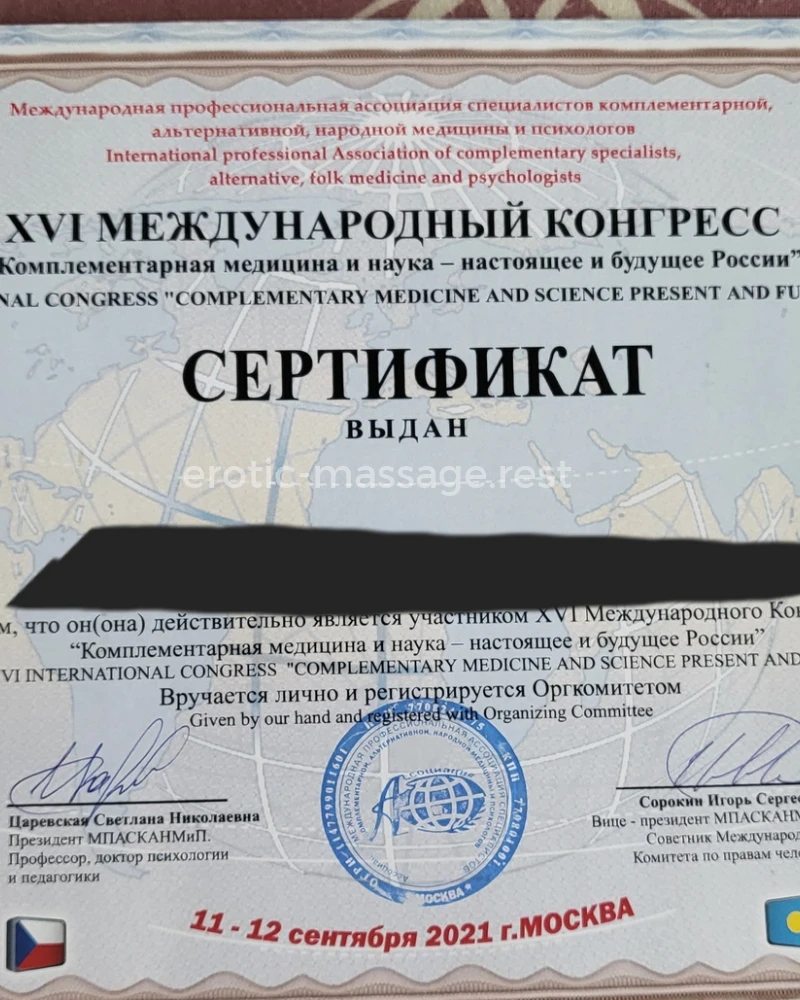 Международная профессиональная ассоциация специалистов комплементарной,
альтернативной, народной медицины и психологов
International professional Association of complementary specialists,
alternative, folk medicine and psychologists
XVI МЕЖДУНАРОДНЫЙ КОНГРЕСС
Комплементарная медицина и наука – настоящее и будущее России”
NAL CONGRESS "COMPLEMENTARY MEDICINE AND SCIENCE PRESENT AND FU
СЕРТИФИКАТ
ВЫДАН
erotic-massage.rest
м, что он(она) действительно является участником XVI Международного Ко
“Комплементарная медицина и наука – настоящее и будущее России”
VI INTERNATIONAL CONGRESS "COMPLEMENTARY MEDICINE AND SCIENCE PRESENT AND
Вручается лично и регистрируется Оргкомитетом
Given by our hand and registered with Organizing Committee
Царевская Светлана Николаевна
Президент МПАСКАНМиП.
Профессор, доктор психологии
и педагогики
Ассоциация
МОСКВА
Сорокин Игорь Серге
Вице - президент МПАСКАНМ
Советник Международ
Комитета по правам чел
11 - 12 сентября 2021 г.МОСКВА